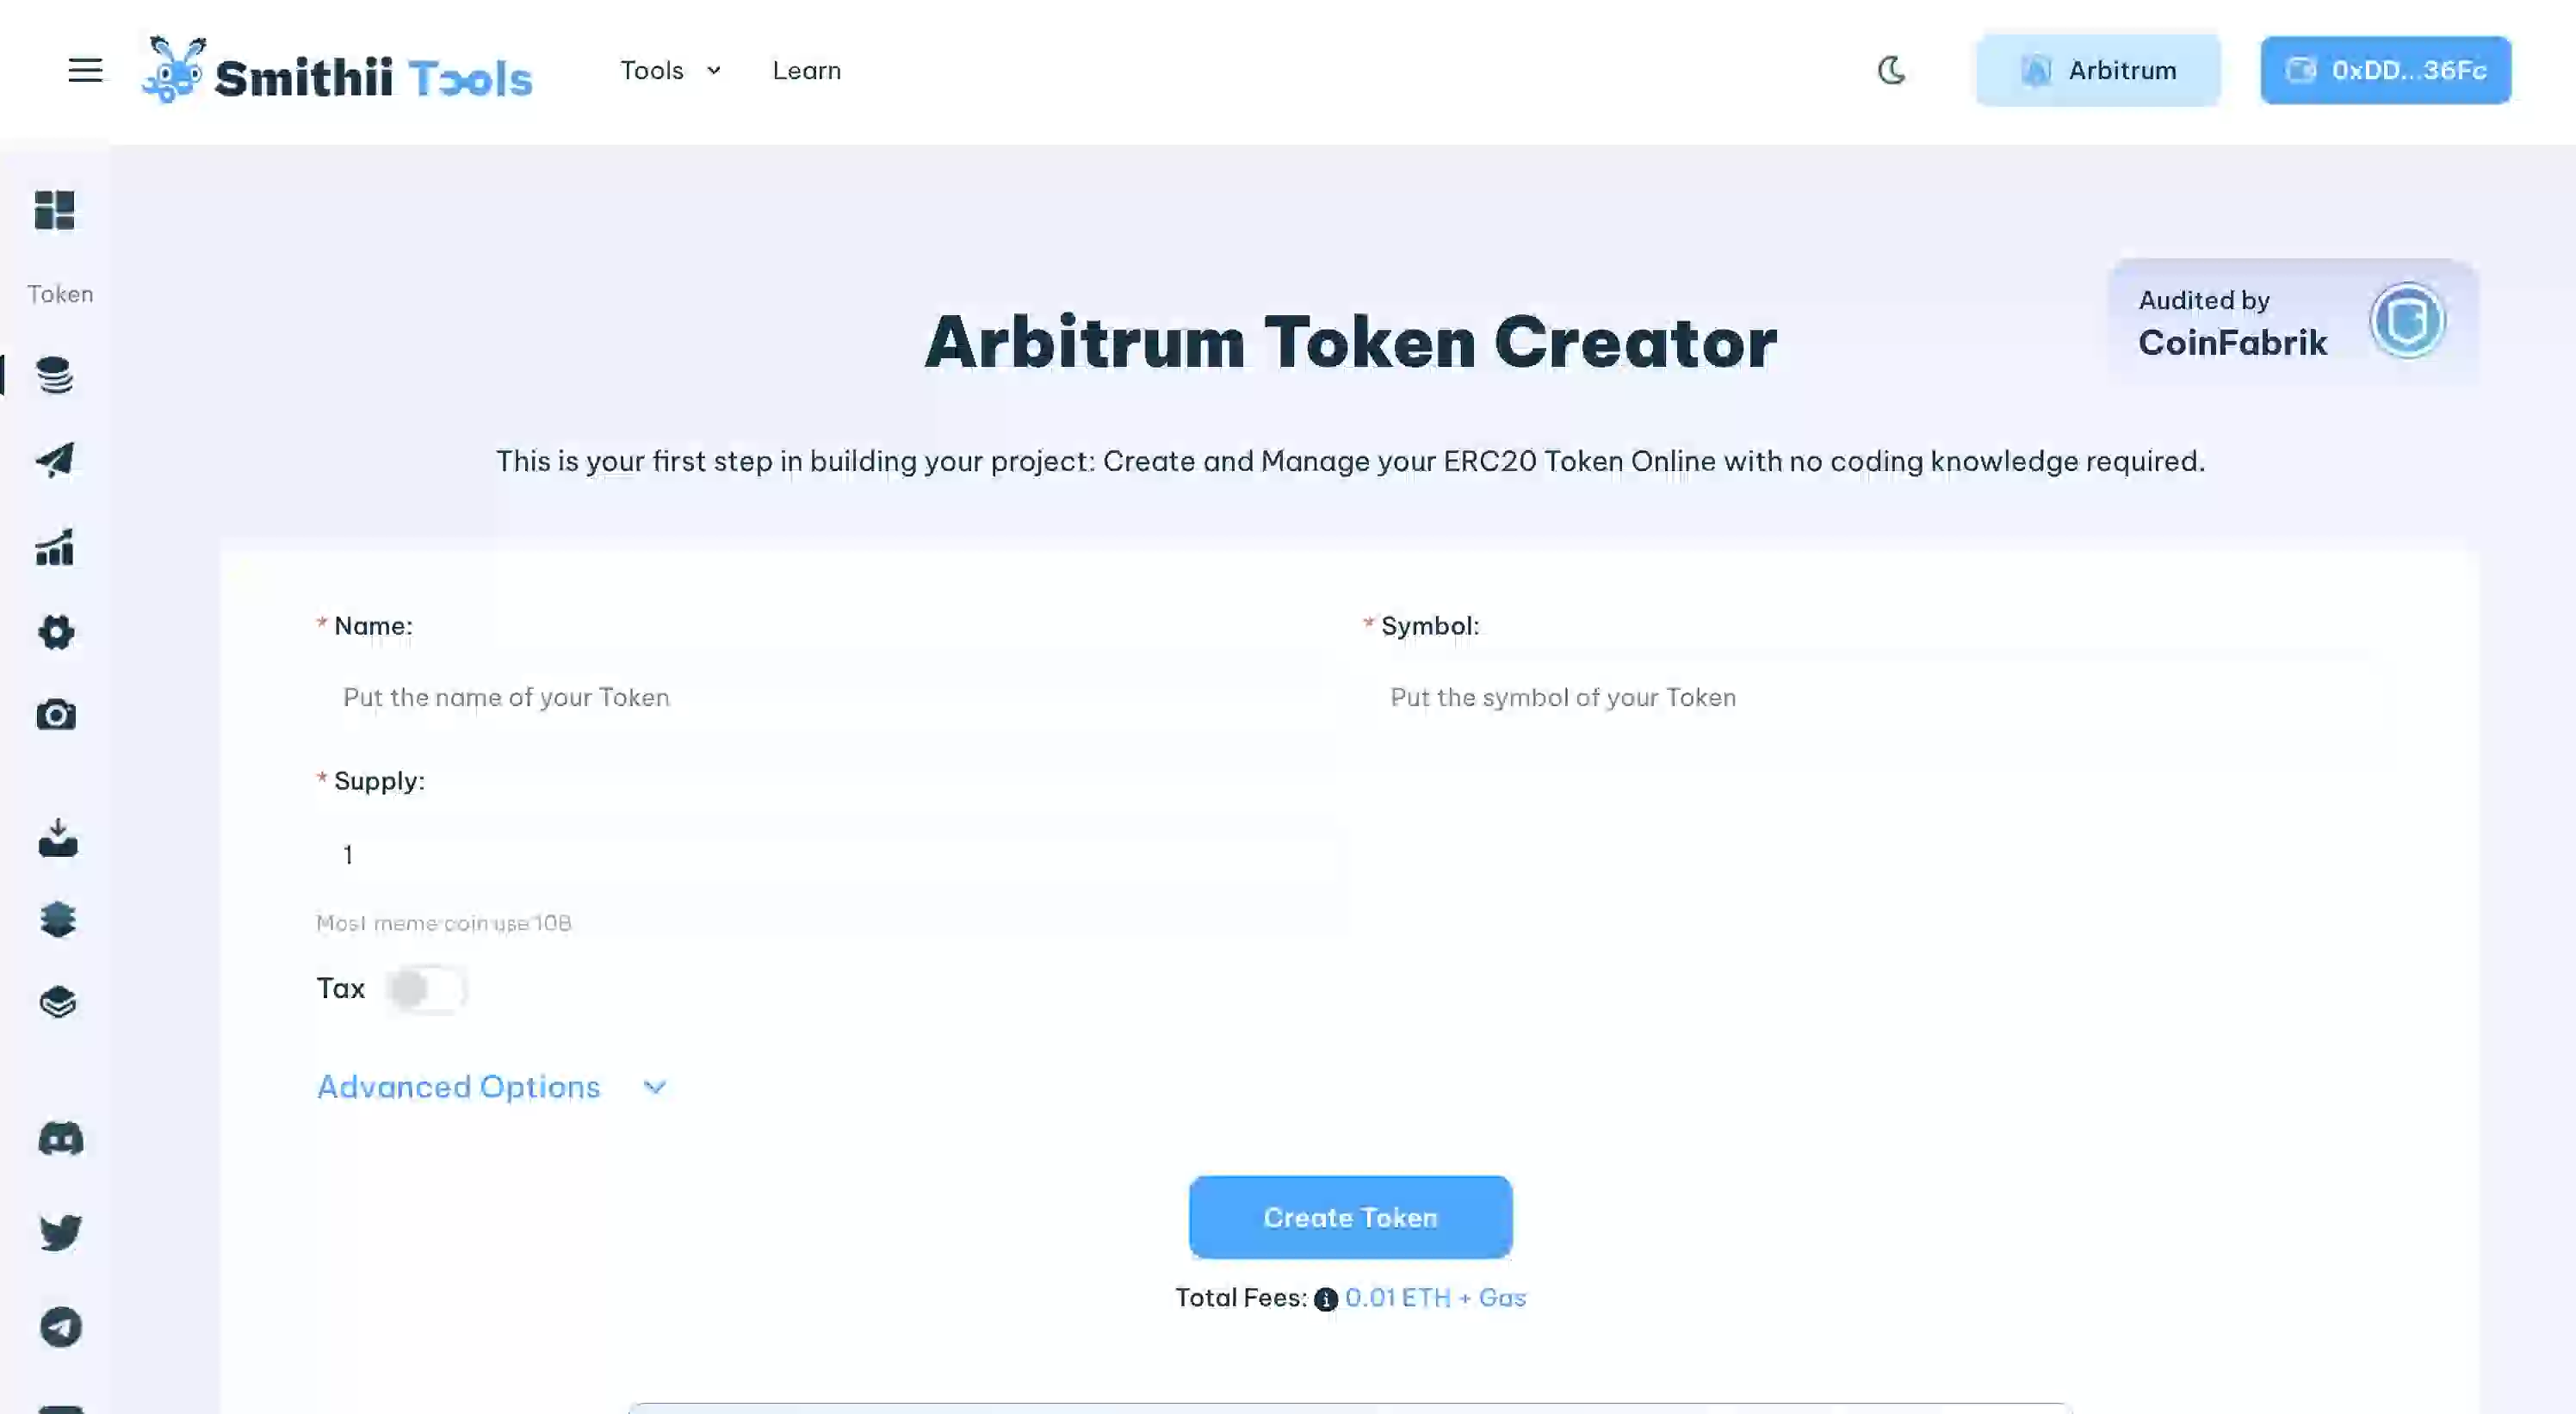 Smithii Tools
Tools
Learn
Arbitrum
0xDD...36Fc
Token
Audited by
CoinFabrik
Arbitrum Token Creator
This is your first step in building your project: Create and Manage your ERC20 Token Online with no coding knowledge required.
* Name:
* Symbol:
Put the name of your Token
Put the symbol of your Token
* Supply:
1
Most meme coin use 10B
Tax
Advanced Options
Create Token
Total Fees: 0.01 ETH + Gas